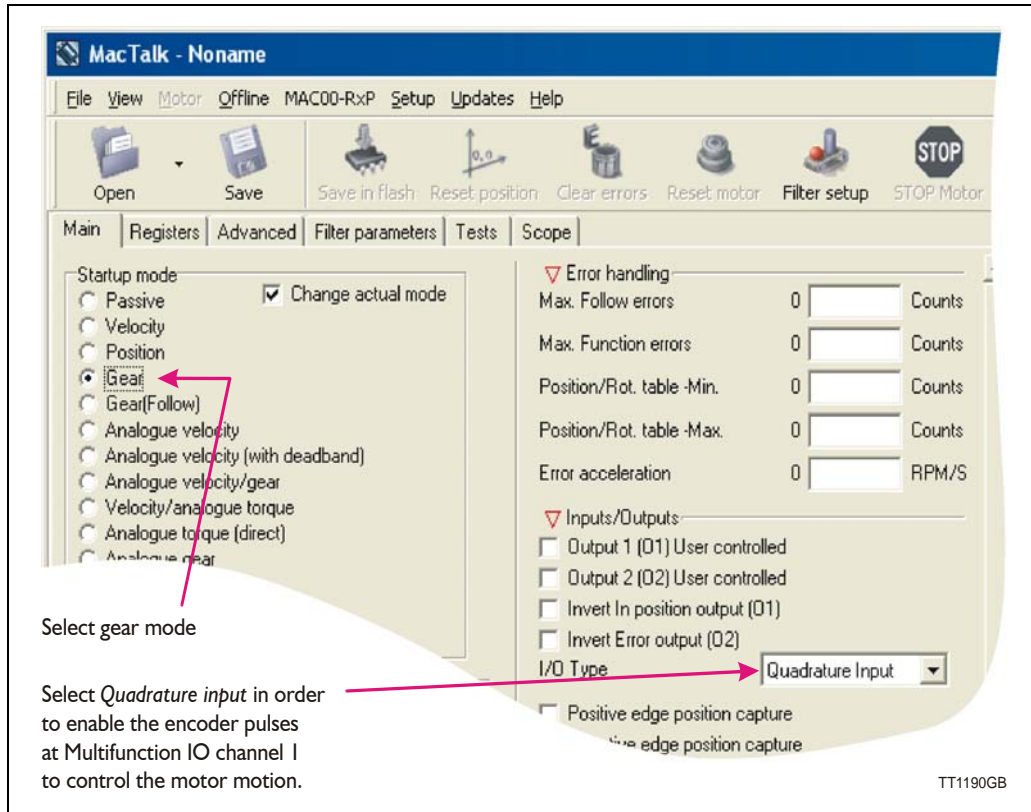 MacTalk - Noname
File View Motor Offline MAC00-RxP Setup Updates Help
Open Save Save in flash Reset position Clear errors Reset motor Filter setup STOP Motor
0,0
E
STOP
Main Registers Advanced Filter parameters Tests Scope
Startup mode
Change actual mode
Passive
Velocity
Position
Gear
Gear(Follow)
Analogue velocity
Analogue velocity (with deadband)
Analogue velocity/gear
Velocity/analogue torque
Analogue torque (direct)
Analogue gear
Error handling
Max. Follow errors 0 Counts
Max. Function errors 0 Counts
Position/Rot. table -Min. 0 Counts
Position/Rot. table -Max. 0 Counts
Error acceleration 0 RPM/S
Inputs/Outputs
Output 1 (O1) User controlled
Output 2 (O2) User controlled
Invert In position output (O1)
Invert Error output (O2)
I/O Type Quadrature Input
Positive edge position capture
edge position capture
Select gear mode
Select Quadrature input in order
to enable the encoder pulses
at Multifunction IO channel 1
to control the motor motion.
TT1190GB